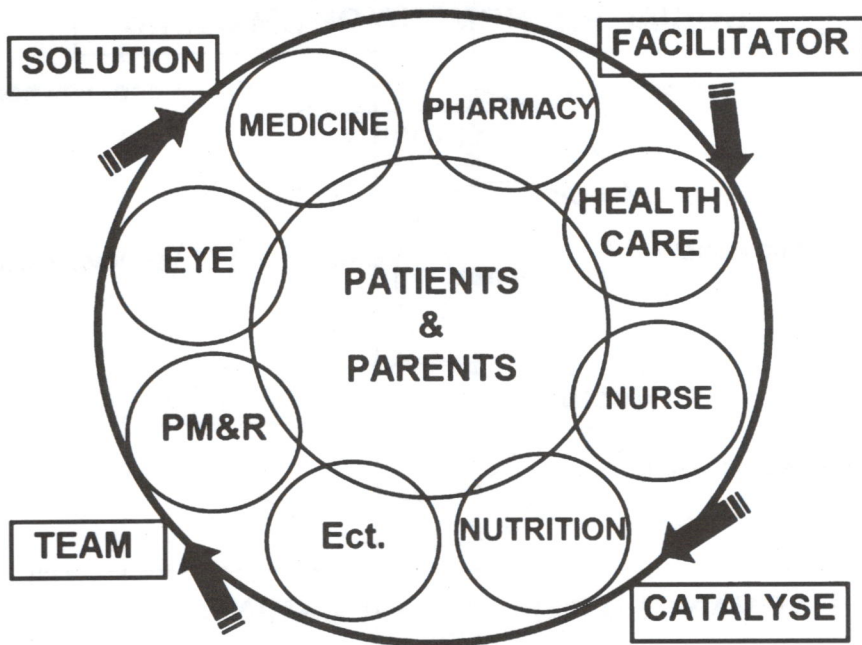 SOLUTION
FACILITATOR
MEDICINE
PHARMACY
HEALTH
CARE
EYE
PATIENTS
&
PARENTS
NURSE
PM&R
Ect.
NUTRITION
TEAM
CATALYSE